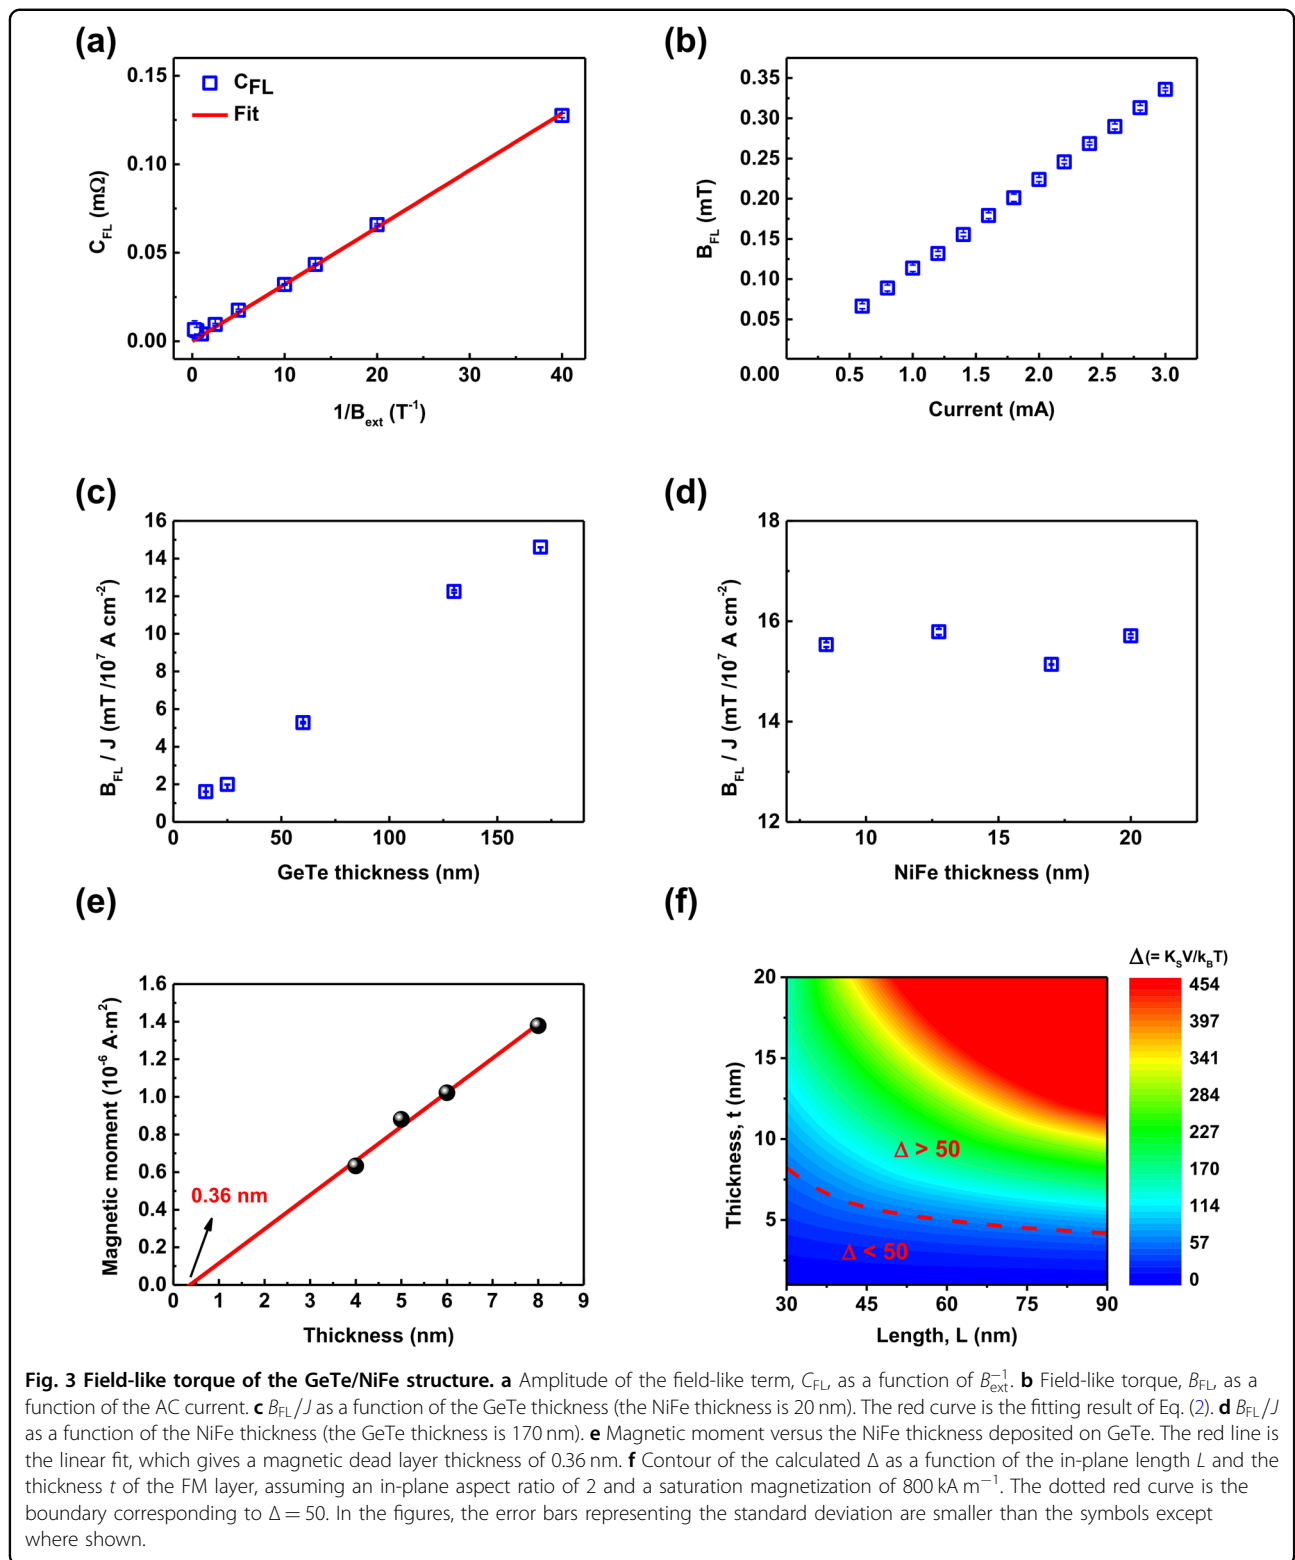 (a)
0.15
0.10
0.05
0.00
C_FL (mΩ)
C_FL
Fit
0 10 20 30 40
1/B_ext (T⁻¹)
(b)
0.35
0.30
0.25
0.20
0.15
0.10
0.05
0.00
B_FL (mT)
0.5 1.0 1.5 2.0 2.5 3.0
Current (mA)
(c)
16
14
12
10
8
6
4
2
0
B_FL / J (mT /10⁷ A cm⁻²)
0 50 100 150
GeTe thickness (nm)
(d)
18
16
14
12
B_FL / J (mT /10⁷ A cm⁻²)
10 15 20
NiFe thickness (nm)
(e)
1.6
1.4
1.2
1.0
0.8
0.6
0.4
0.2
0.0
Magnetic moment (10⁻⁶ A·m²)
0.36 nm
0 1 2 3 4 5 6 7 8 9
Thickness (nm)
(f)
20
15
10
5
Thickness, t (nm)
Δ > 50
Δ < 50
30 45 60 75 90
Length, L (nm)
Δ(= K_SV/k_BT)
454
397
341
284
227
170
114
57
0
Fig. 3 Field-like torque of the GeTe/NiFe structure. a Amplitude of the field-like term, C_FL, as a function of B_ext⁻¹. b Field-like torque, B_FL, as a
function of the AC current. c B_FL/J as a function of the GeTe thickness (the NiFe thickness is 20 nm). The red curve is the fitting result of Eq. (2). d B_FL/J
as a function of the NiFe thickness (the GeTe thickness is 170 nm). e Magnetic moment versus the NiFe thickness deposited on GeTe. The red line is
the linear fit, which gives a magnetic dead layer thickness of 0.36 nm. f Contour of the calculated Δ as a function of the in-plane length L and the
thickness t of the FM layer, assuming an in-plane aspect ratio of 2 and a saturation magnetization of 800 kA m⁻¹. The dotted red curve is the
boundary corresponding to Δ = 50. In the figures, the error bars representing the standard deviation are smaller than the symbols except
where shown.